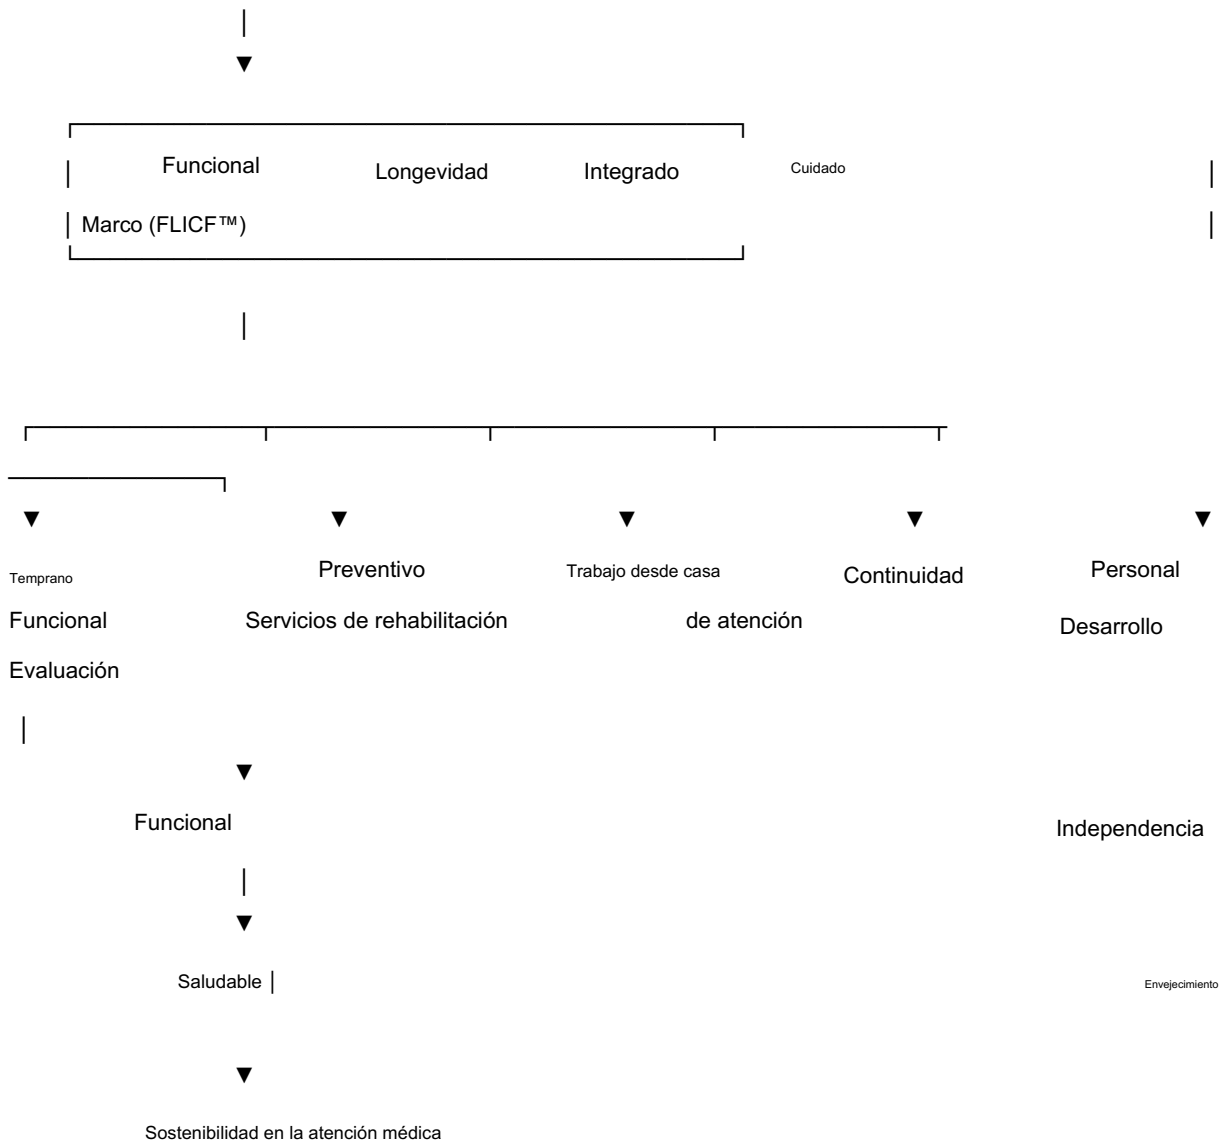 Funcional Longevidad Integrado Cuidado
Marco (FLICF™)
Temprano Preventivo Trabajo desde casa Continuidad Personal
Funcional Servicios de rehabilitación de atención Desarrollo
Evaluación
Funcional Independencia
Saludable Envejecimiento
Sostenibilidad en la atención médica